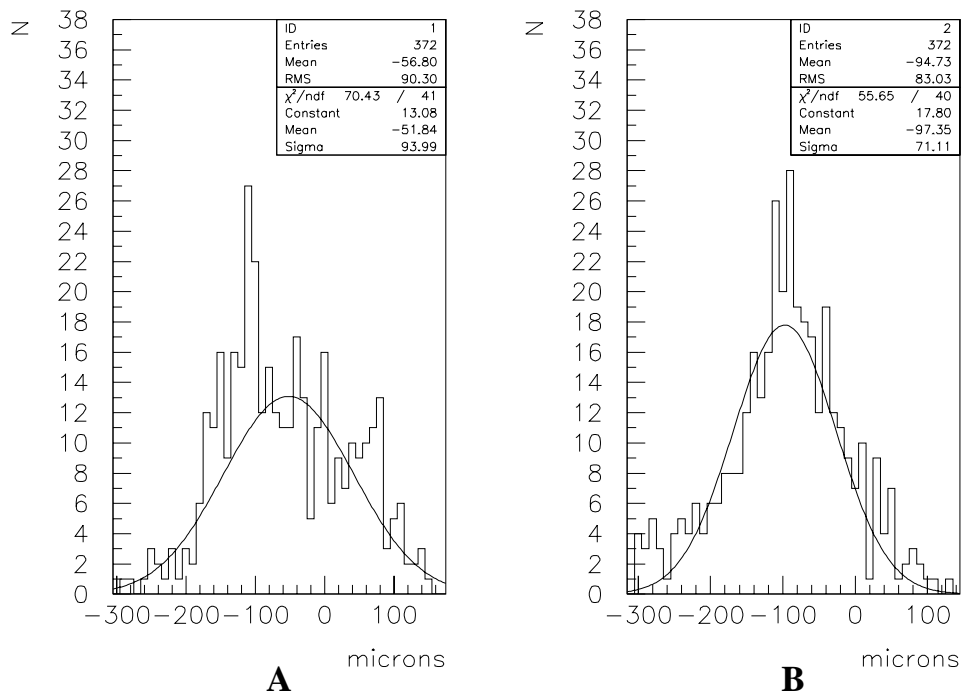 N
38
36
34
32
30
28
26
24
22
20
18
16
14
12
10
8
6
4
2
0
-300 -200 -100 0 100
microns
ID 1
Entries 372
Mean -56.80
RMS 90.30
χ²/ndf 70.43 / 41
Constant 13.08
Mean -51.84
Sigma 93.99
A
N
38
36
34
32
30
28
26
24
22
20
18
16
14
12
10
8
6
4
2
0
-300 -200 -100 0 100
microns
ID 2
Entries 372
Mean -94.73
RMS 83.03
χ²/ndf 55.65 / 40
Constant 17.80
Mean -97.35
Sigma 71.11
B